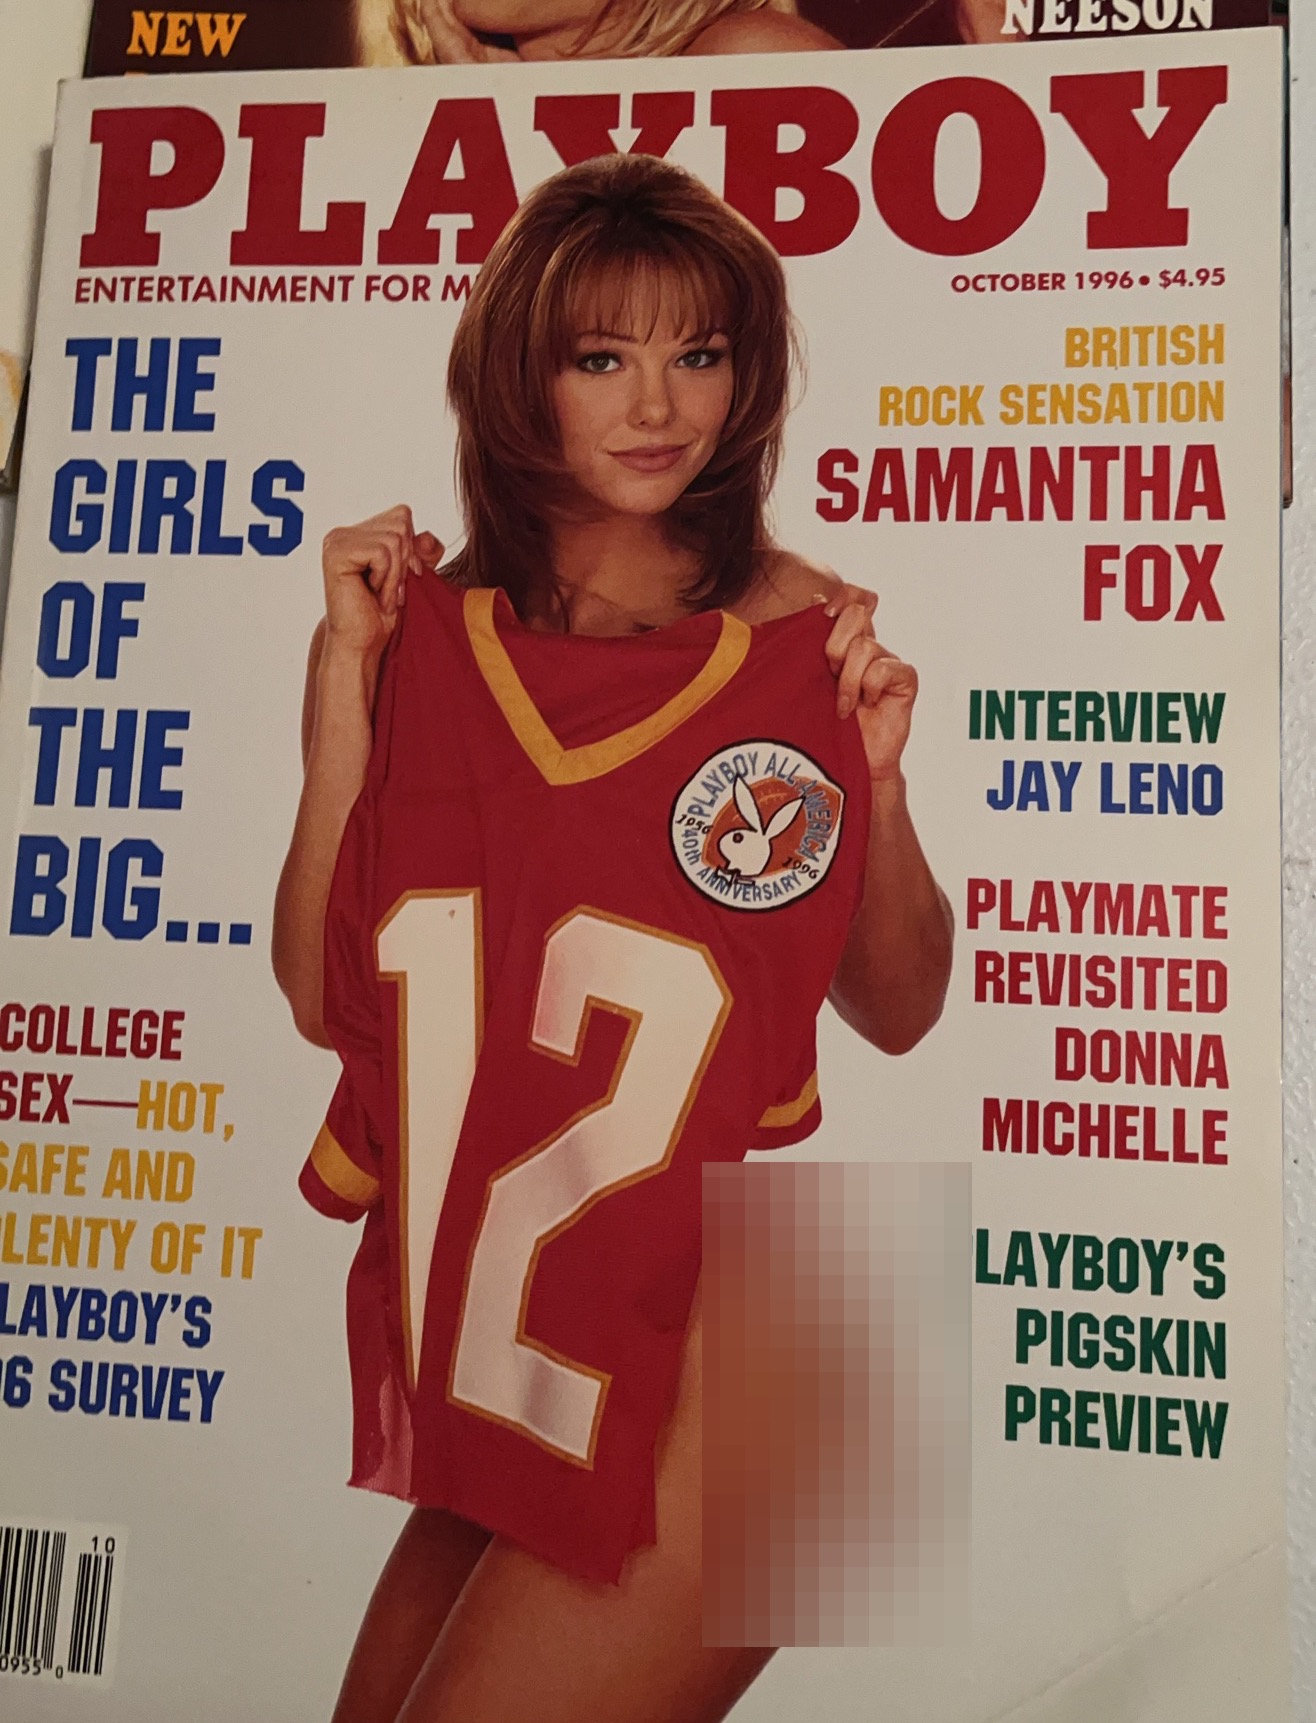 NEW
NEESON
PLAYBOY
ENTERTAINMENT FOR M
OCTOBER 1996 • $4.95
THE
GIRLS
OF
THE
BIG...
COLLEGE
SEX—HOT,
SAFE AND
PLENTY OF IT
LAYBOY'S
6 SURVEY
BRITISH
ROCK SENSATION
SAMANTHA
FOX
INTERVIEW
JAY LENO
PLAYMATE
REVISITED
DONNA
MICHELLE
LAYBOY'S
PIGSKIN
PREVIEW
PLAYBOY ALL-AMERICA
1956 1996
40th ANNIVERSARY
12
10
0955 0